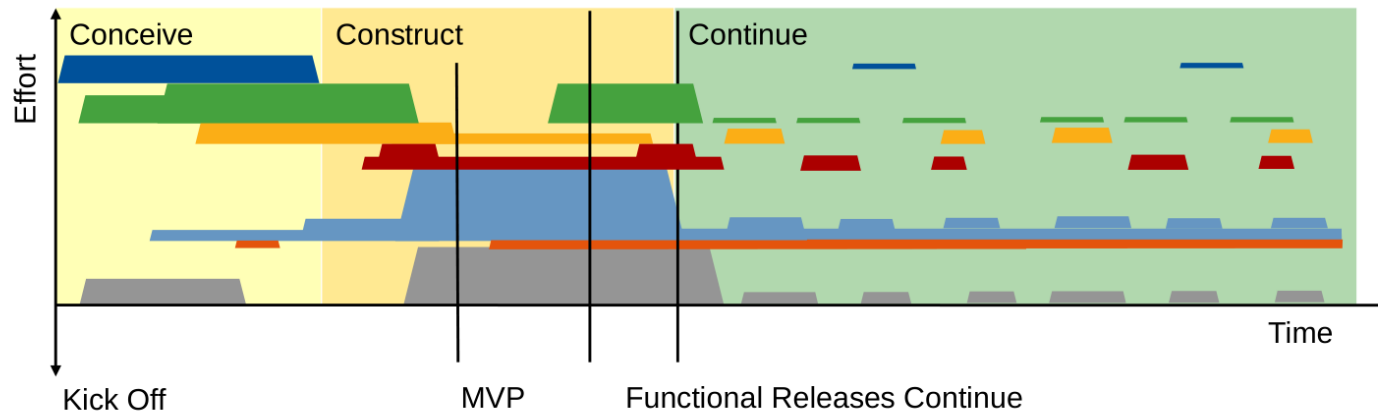 Conceive
Construct
Continue
Effort
Time
Kick Off
MVP
Functional Releases Continue